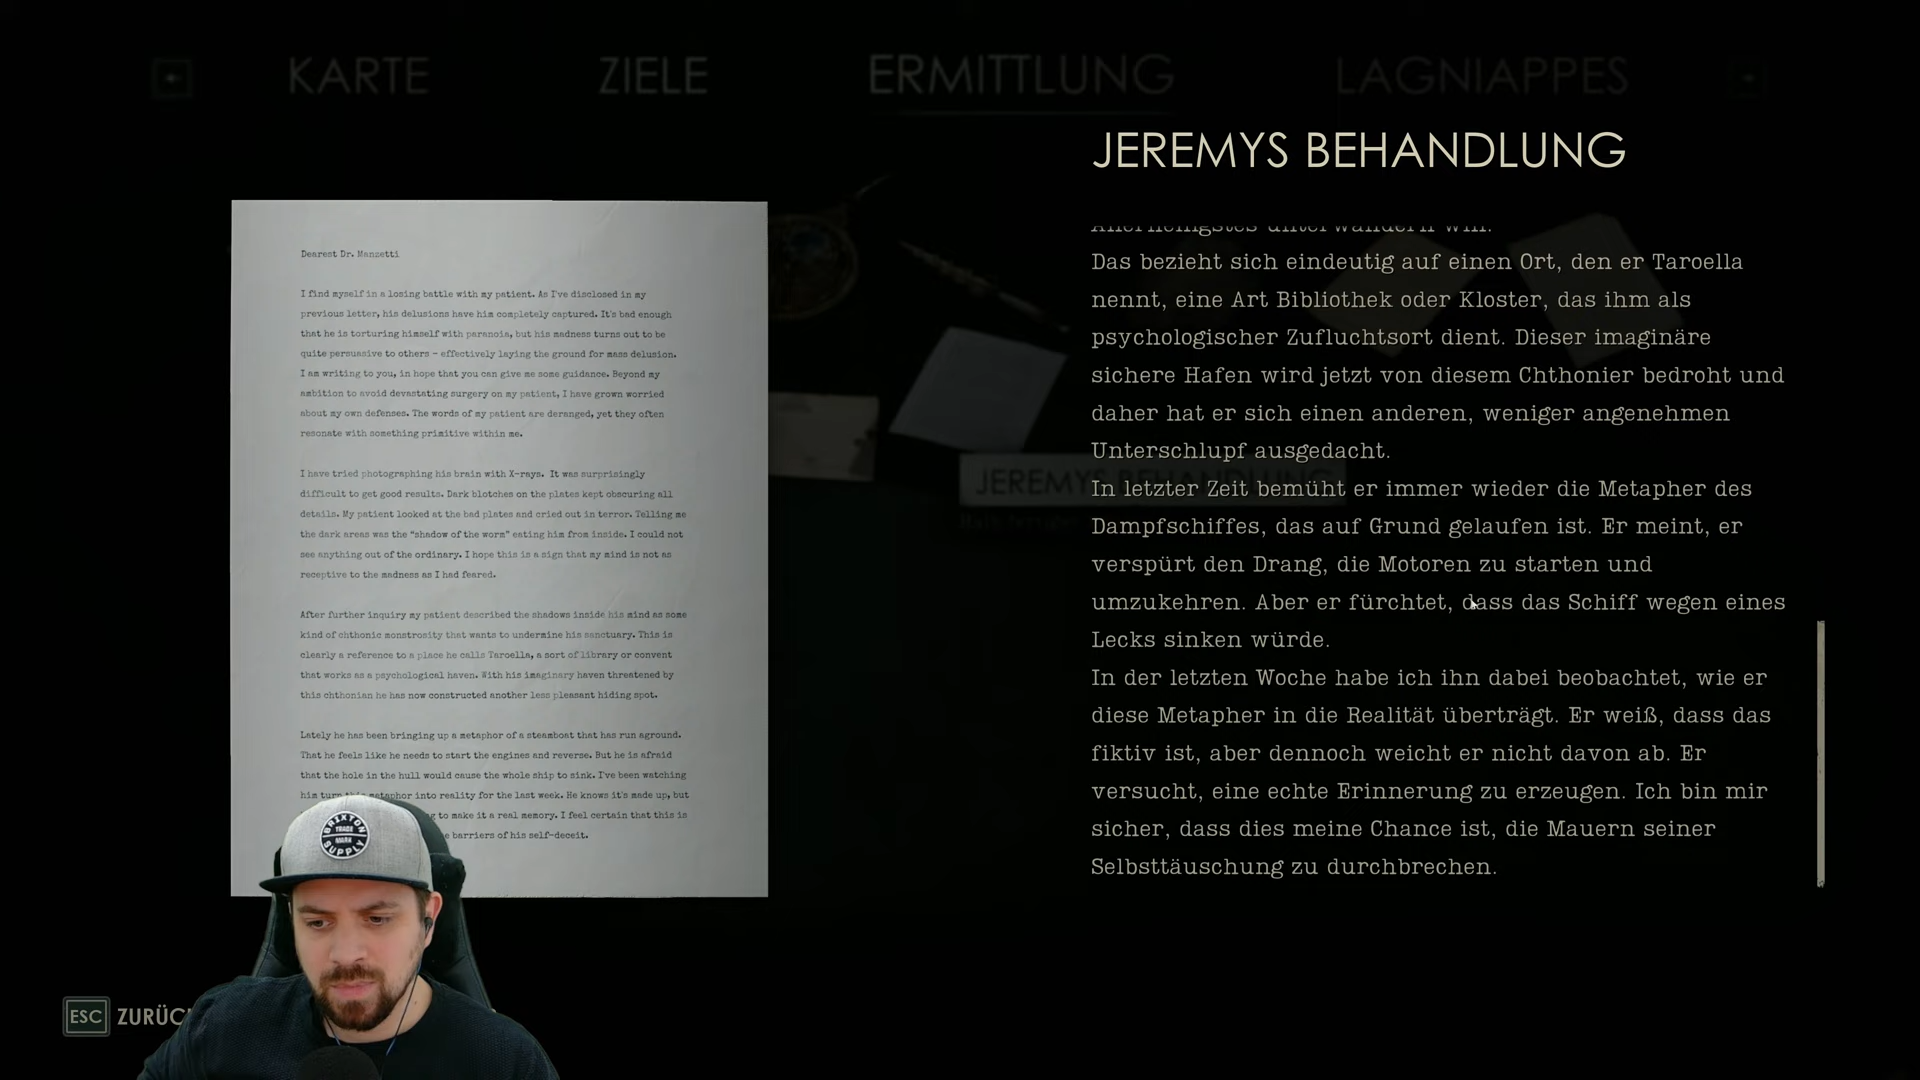 KARTE
ZIELE
ERMITTLUNG
LAGNIAPPES
JEREMYS BEHANDLUNG
Dearest Dr. Manzetti
I find myself in a losing battle with my patient. As I've disclosed in my
previous letter, his delusions have him completely captured. It's bad enough
that he is torturing himself with paranoia, but his madness turns out to be
quite persuasive to others - effectively laying the ground for mass delusion.
I am writing to you, in hope that you can give me some guidance. Beyond my
ambition to avoid devastating surgery on my patient, I have grown worried
about my own defenses. The words of my patient are deranged, yet they often
resonate with something primitive within me.
I have tried photographing his brain with X-rays. It was surprisingly
difficult to get good results. Dark blotches on the plates kept obscuring all
details. My patient looked at the bad plates and cried out in terror. Telling me
the dark areas was the "shadow of the worm" eating him from inside. I could not
see anything out of the ordinary. I hope this is a sign that my mind is not as
receptive to the madness as I had feared.
After further inquiry my patient described the shadows inside his mind as some
kind of chthonic monstrosity that wants to undermine his sanctuary. This is
clearly a reference to a place he calls Taroella, a sort of library or convent
that works as a psychological haven. With his imaginary haven threatened by
this chthonian he has now constructed another less pleasant hiding spot.
Lately he has been bringing up a metaphor of a steamboat that has run aground.
That he feels like he needs to start the engines and reverse. But he is afraid
that the hole in the hull would cause the whole ship to sink. I've been watching
him turn this metaphor into reality for the last week. He knows it's made up, but
g to make it a real memory. I feel certain that this is
e barriers of his self-deceit.
Allerheiligstes unterwandern will.
Das bezieht sich eindeutig auf einen Ort, den er Taroella
nennt, eine Art Bibliothek oder Kloster, das ihm als
psychologischer Zufluchtsort dient. Dieser imaginäre
sichere Hafen wird jetzt von diesem Chthonier bedroht und
daher hat er sich einen anderen, weniger angenehmen
Unterschlupf ausgedacht.
In letzter Zeit bemüht er immer wieder die Metapher des
Dampfschiffes, das auf Grund gelaufen ist. Er meint, er
verspürt den Drang, die Motoren zu starten und
umzukehren. Aber er fürchtet, dass das Schiff wegen eines
Lecks sinken würde.
In der letzten Woche habe ich ihn dabei beobachtet, wie er
diese Metapher in die Realität überträgt. Er weiß, dass das
fiktiv ist, aber dennoch weicht er nicht davon ab. Er
versucht, eine echte Erinnerung zu erzeugen. Ich bin mir
sicher, dass dies meine Chance ist, die Mauern seiner
Selbsttäuschung zu durchbrechen.
JEREMYS BEHANDLUNG
BRIXTON
TRADE
MARK
SUPPLY
ESC ZURÜC